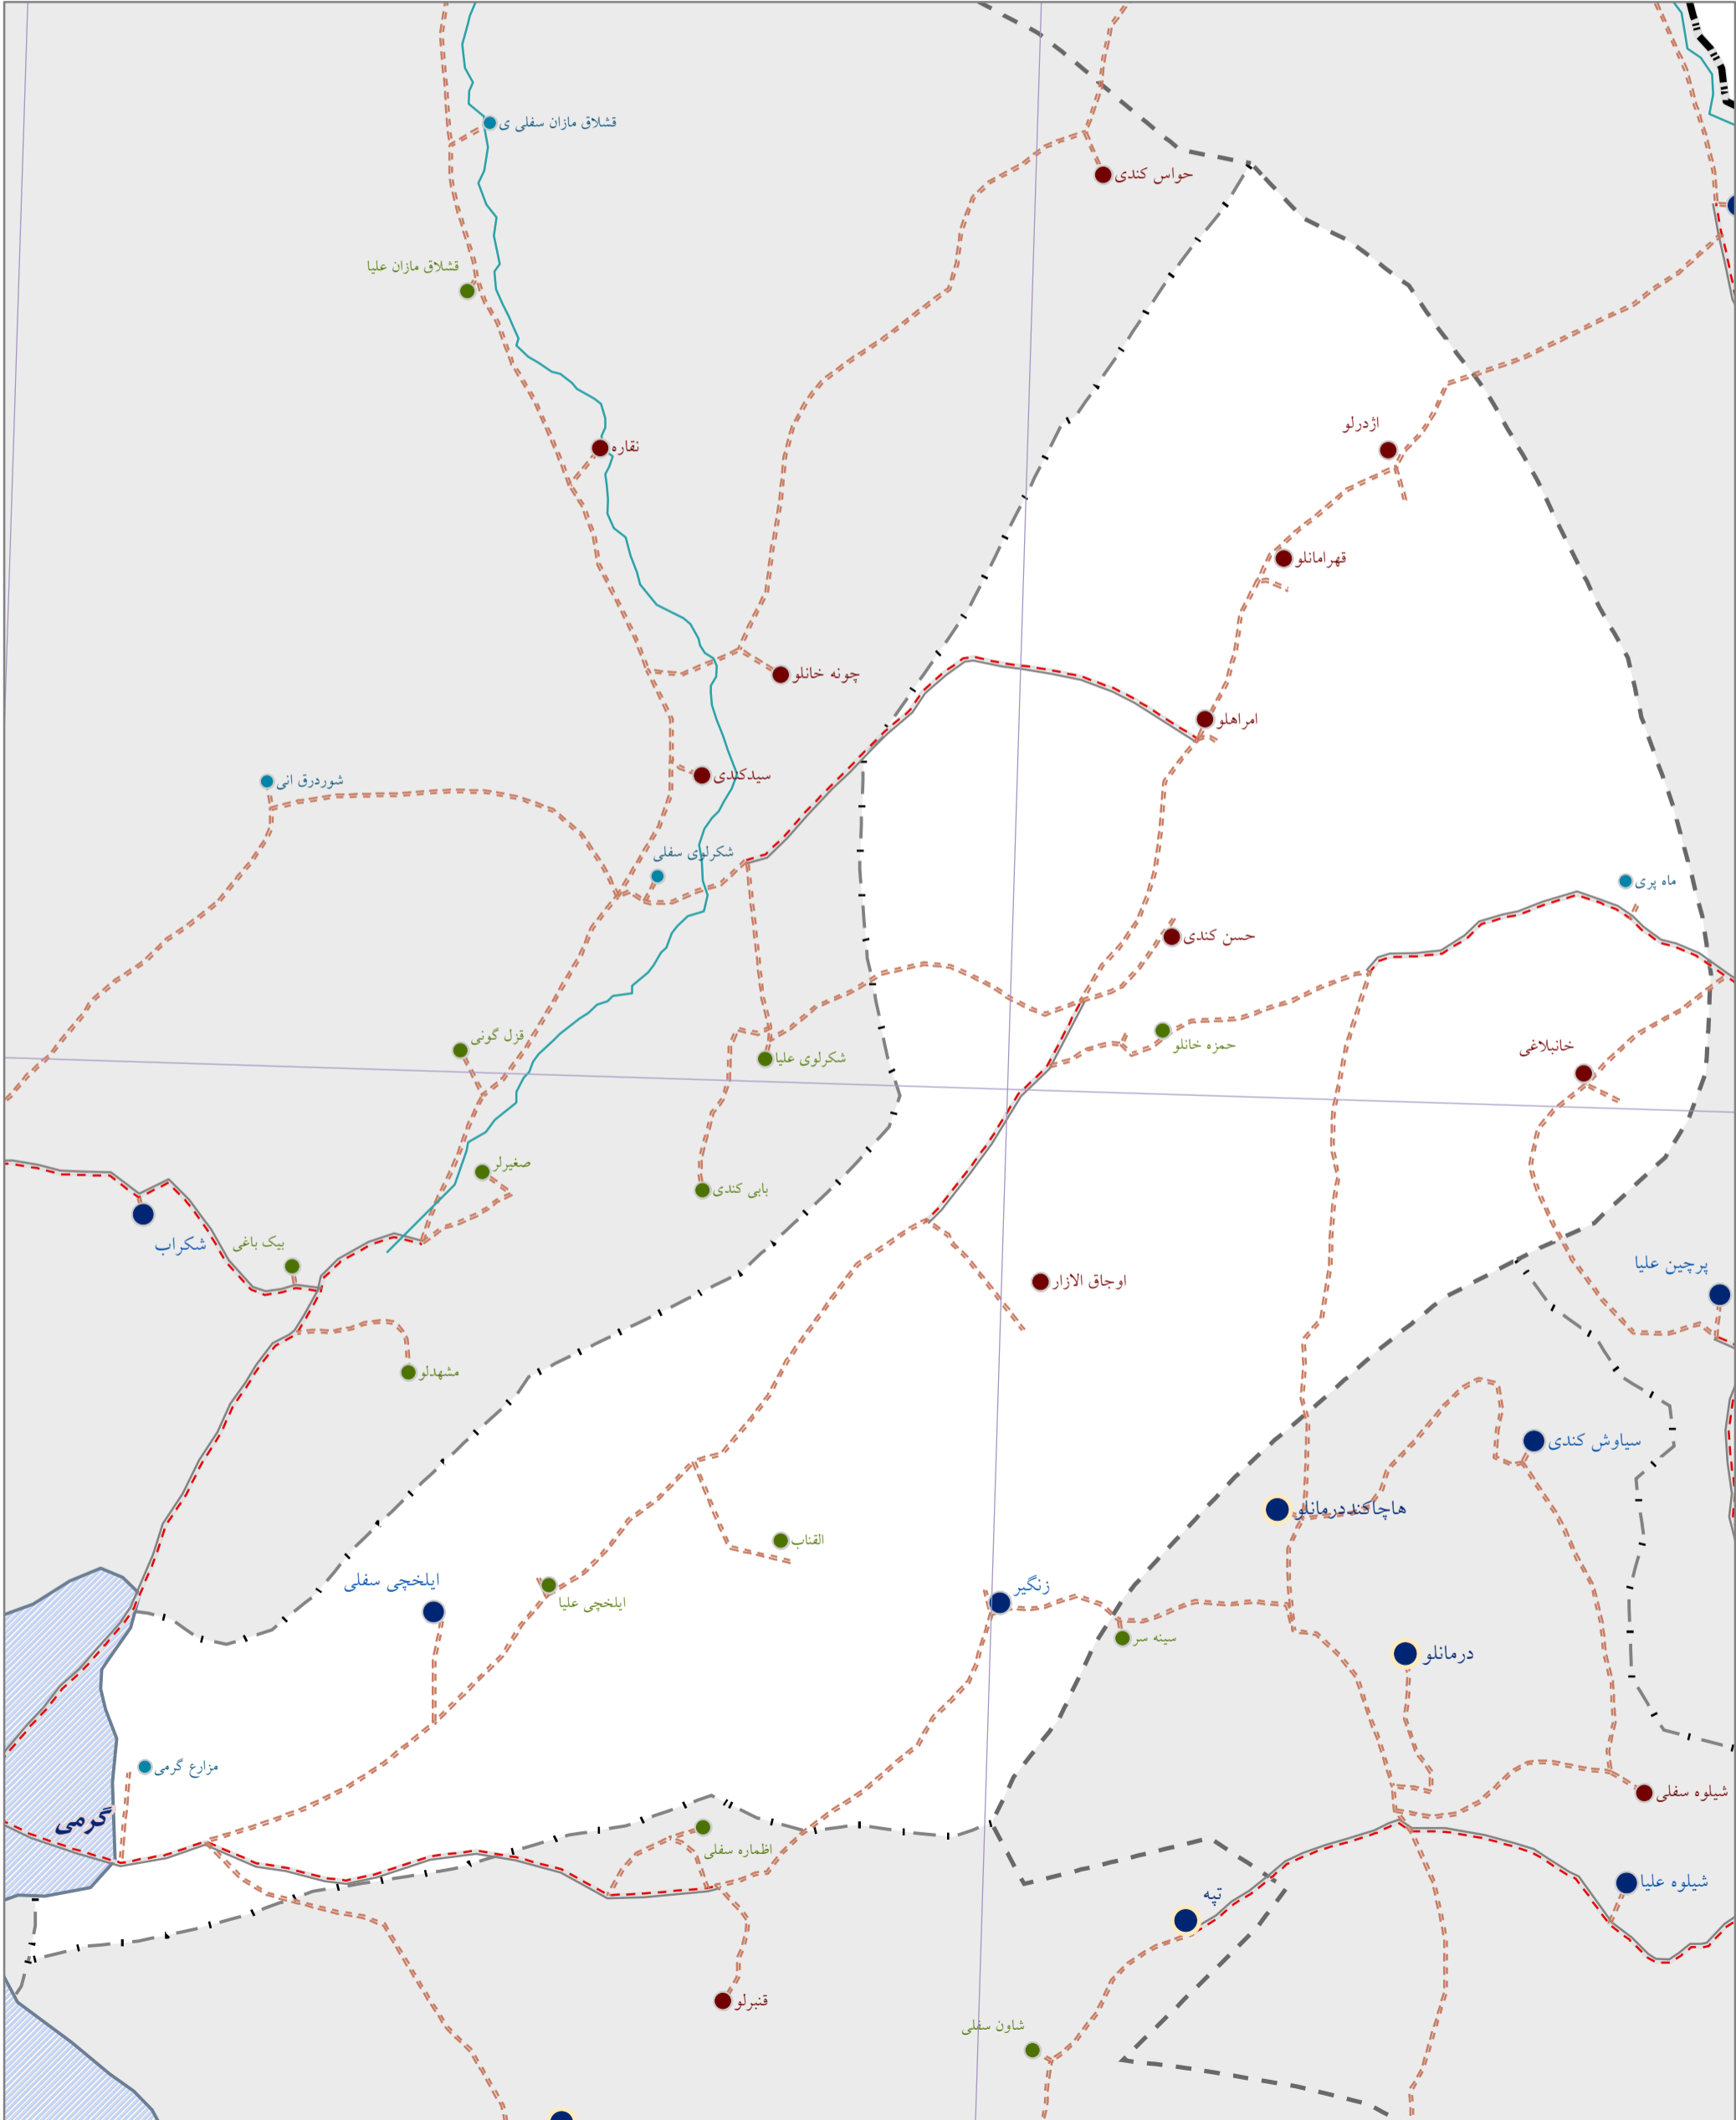 قشلاق مازان سفلی ی
حواس کندی
قشلاق مازان علیا
اژدرلو
نقاره
قهرامانلو
چونه خانلو
امراهلو
سیدکندی
شوردرق انی
شکرلوی سفلی
ماه پری
حسن کندی
قزل گونی
حمزه خانلو
خانبلاغی
شکرلوی علیا
صغیرلر
بابی کندی
شکراب
بیک باغی
پرچین علیا
اوجاق الازار
مشهدلو
سیاوش کندی
هاچاکنددرمانلو
القناب
ایلخچی سفلی
زنگیر
ایلخچی علیا
سینه سر
درمانلو
مزارع گرمی
شیلوه سفلی
گرمی
اظماره سفلی
شیلوه علیا
تپه
قنبرلو
شاون سفلی